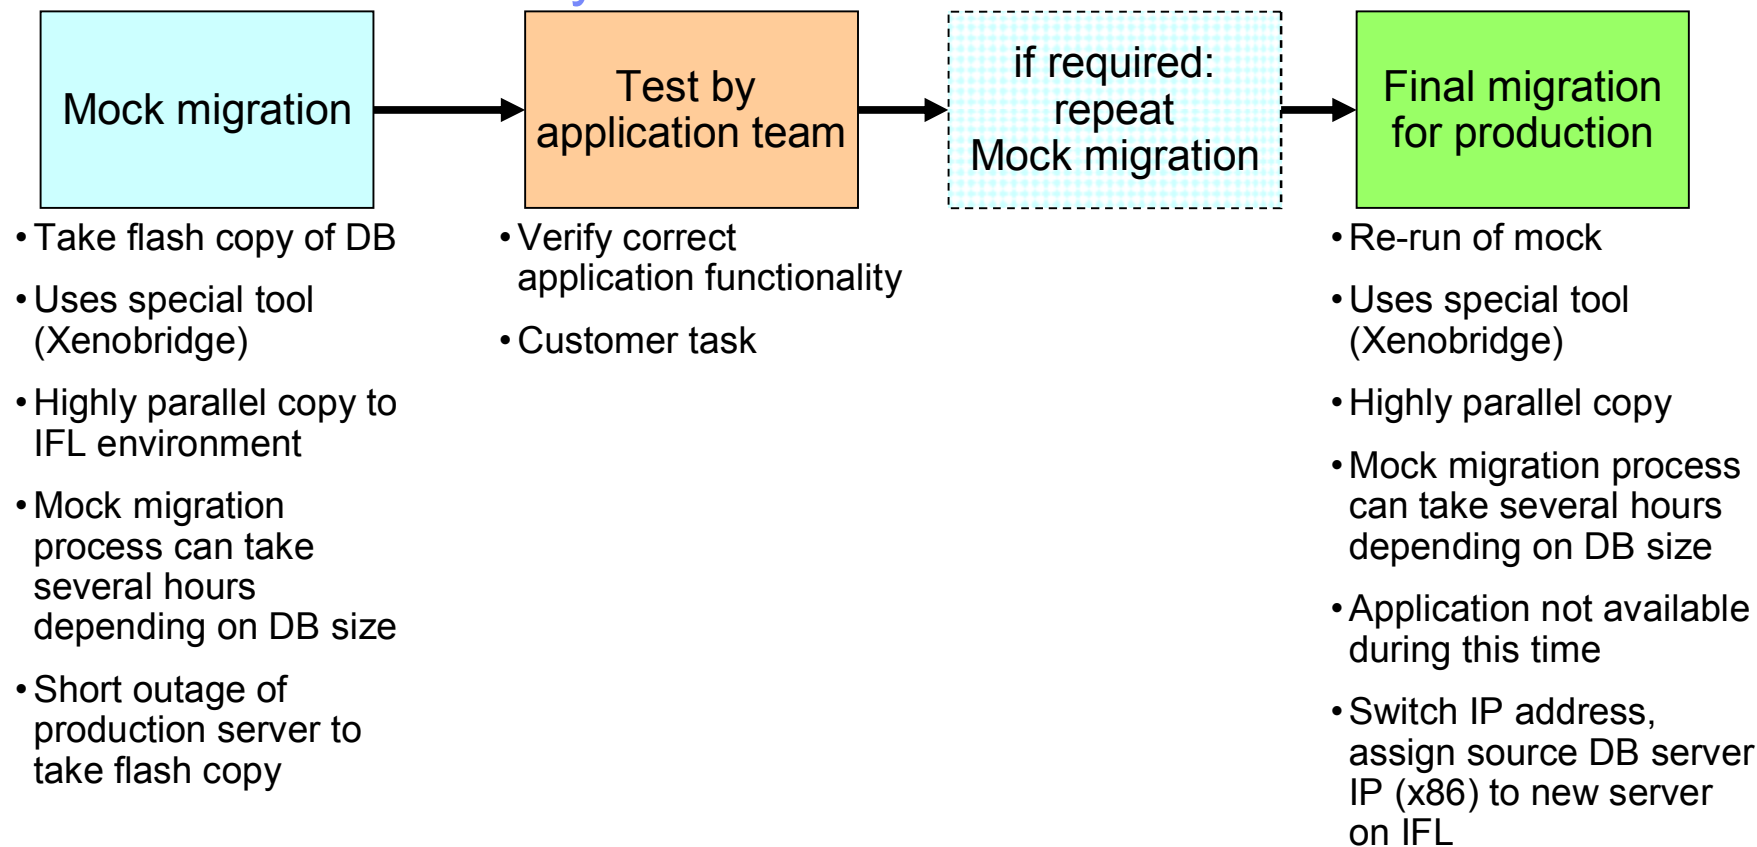 Mock migration
Test by
application team
if required:
repeat
Mock migration
Final migration
for production
• Take flash copy of DB
• Uses special tool
(Xenobridge)
• Highly parallel copy to
IFL environment
• Mock migration
process can take
several hours
depending on DB size
• Short outage of
production server to
take flash copy
• Verify correct
application functionality
• Customer task
• Re-run of mock
• Uses special tool
(Xenobridge)
• Highly parallel copy
• Mock migration process
can take several hours
depending on DB size
• Application not available
during this time
• Switch IP address,
assign source DB server
IP (x86) to new server
on IFL